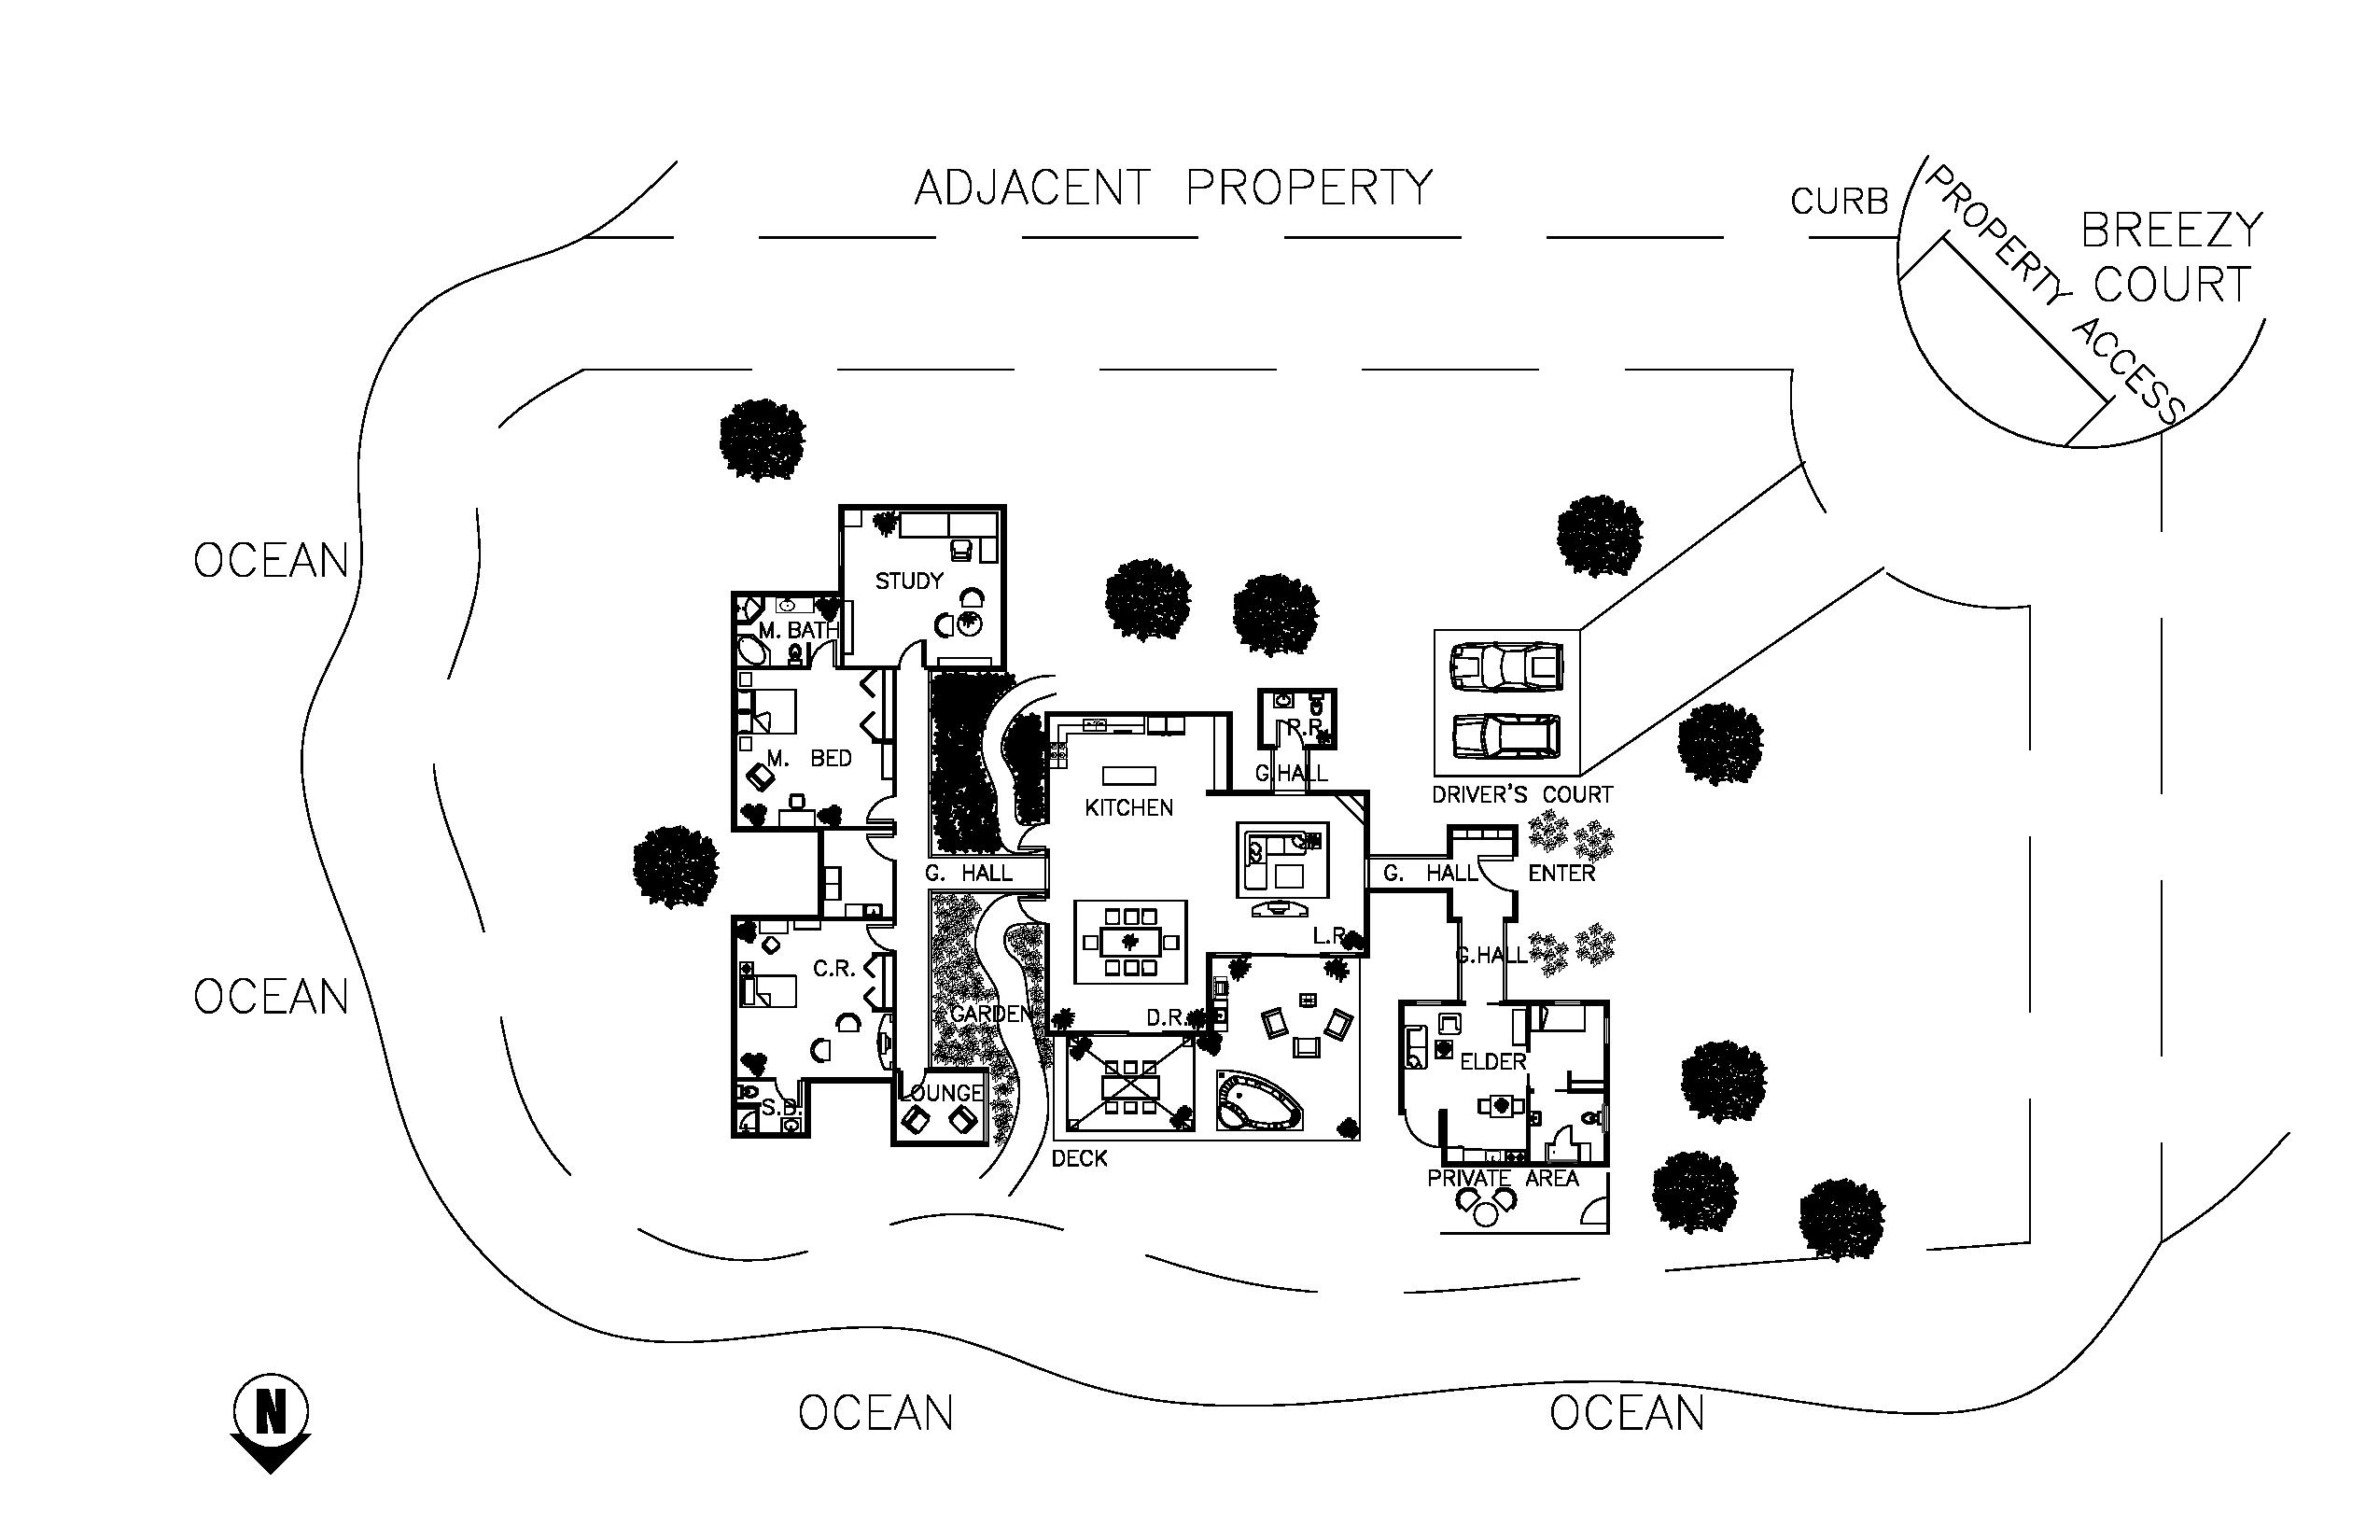 ADJACENT PROPERTY
CURB
PROPERTY ACCESS
BREEZY
COURT
OCEAN
STUDY
M. BATH
R.R.
M. BED
G.HALL
DRIVER'S COURT
KITCHEN
G. HALL
G. HALL
ENTER
L.R.
G.HALL
C.R.
OCEAN
GARDEN
D.R.
ELDER
LOUNGE
S.B.
DECK
PRIVATE AREA
N
OCEAN
OCEAN